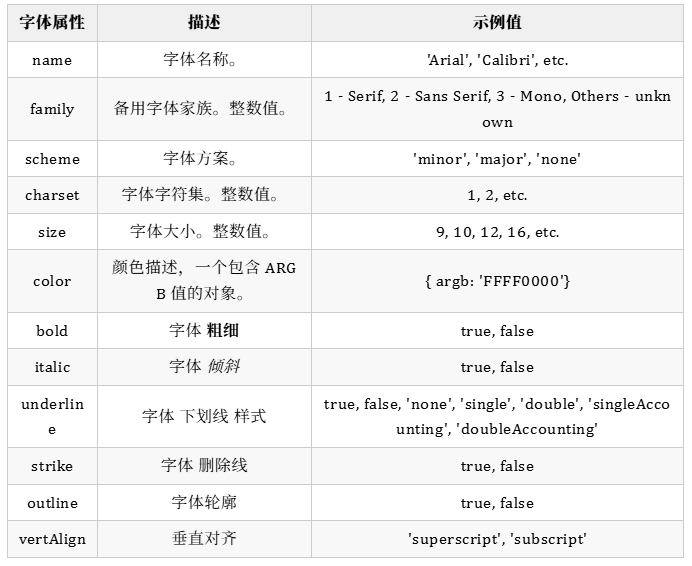 字体属性 描述 示例值
name 字体名称。 'Arial', 'Calibri', etc.
family 备用字体家族。整数值。 1 - Serif, 2 - Sans Serif, 3 - Mono, Others - unkn
own
scheme 字体方案。 'minor', 'major', 'none'
charset 字体字符集。整数值。 1, 2, etc.
size 字体大小。整数值。 9, 10, 12, 16, etc.
color 颜色描述，一个包含 ARG
B 值的对象。 { argb: 'FFFF0000'}
bold 字体 粗细 true, false
italic 字体 倾斜 true, false
underlin
e 字体 下划线 样式 true, false, 'none', 'single', 'double', 'singleAcco
unting', 'doubleAccounting'
strike 字体 删除线 true, false
outline 字体轮廓 true, false
vertAlign 垂直对齐 'superscript', 'subscript'